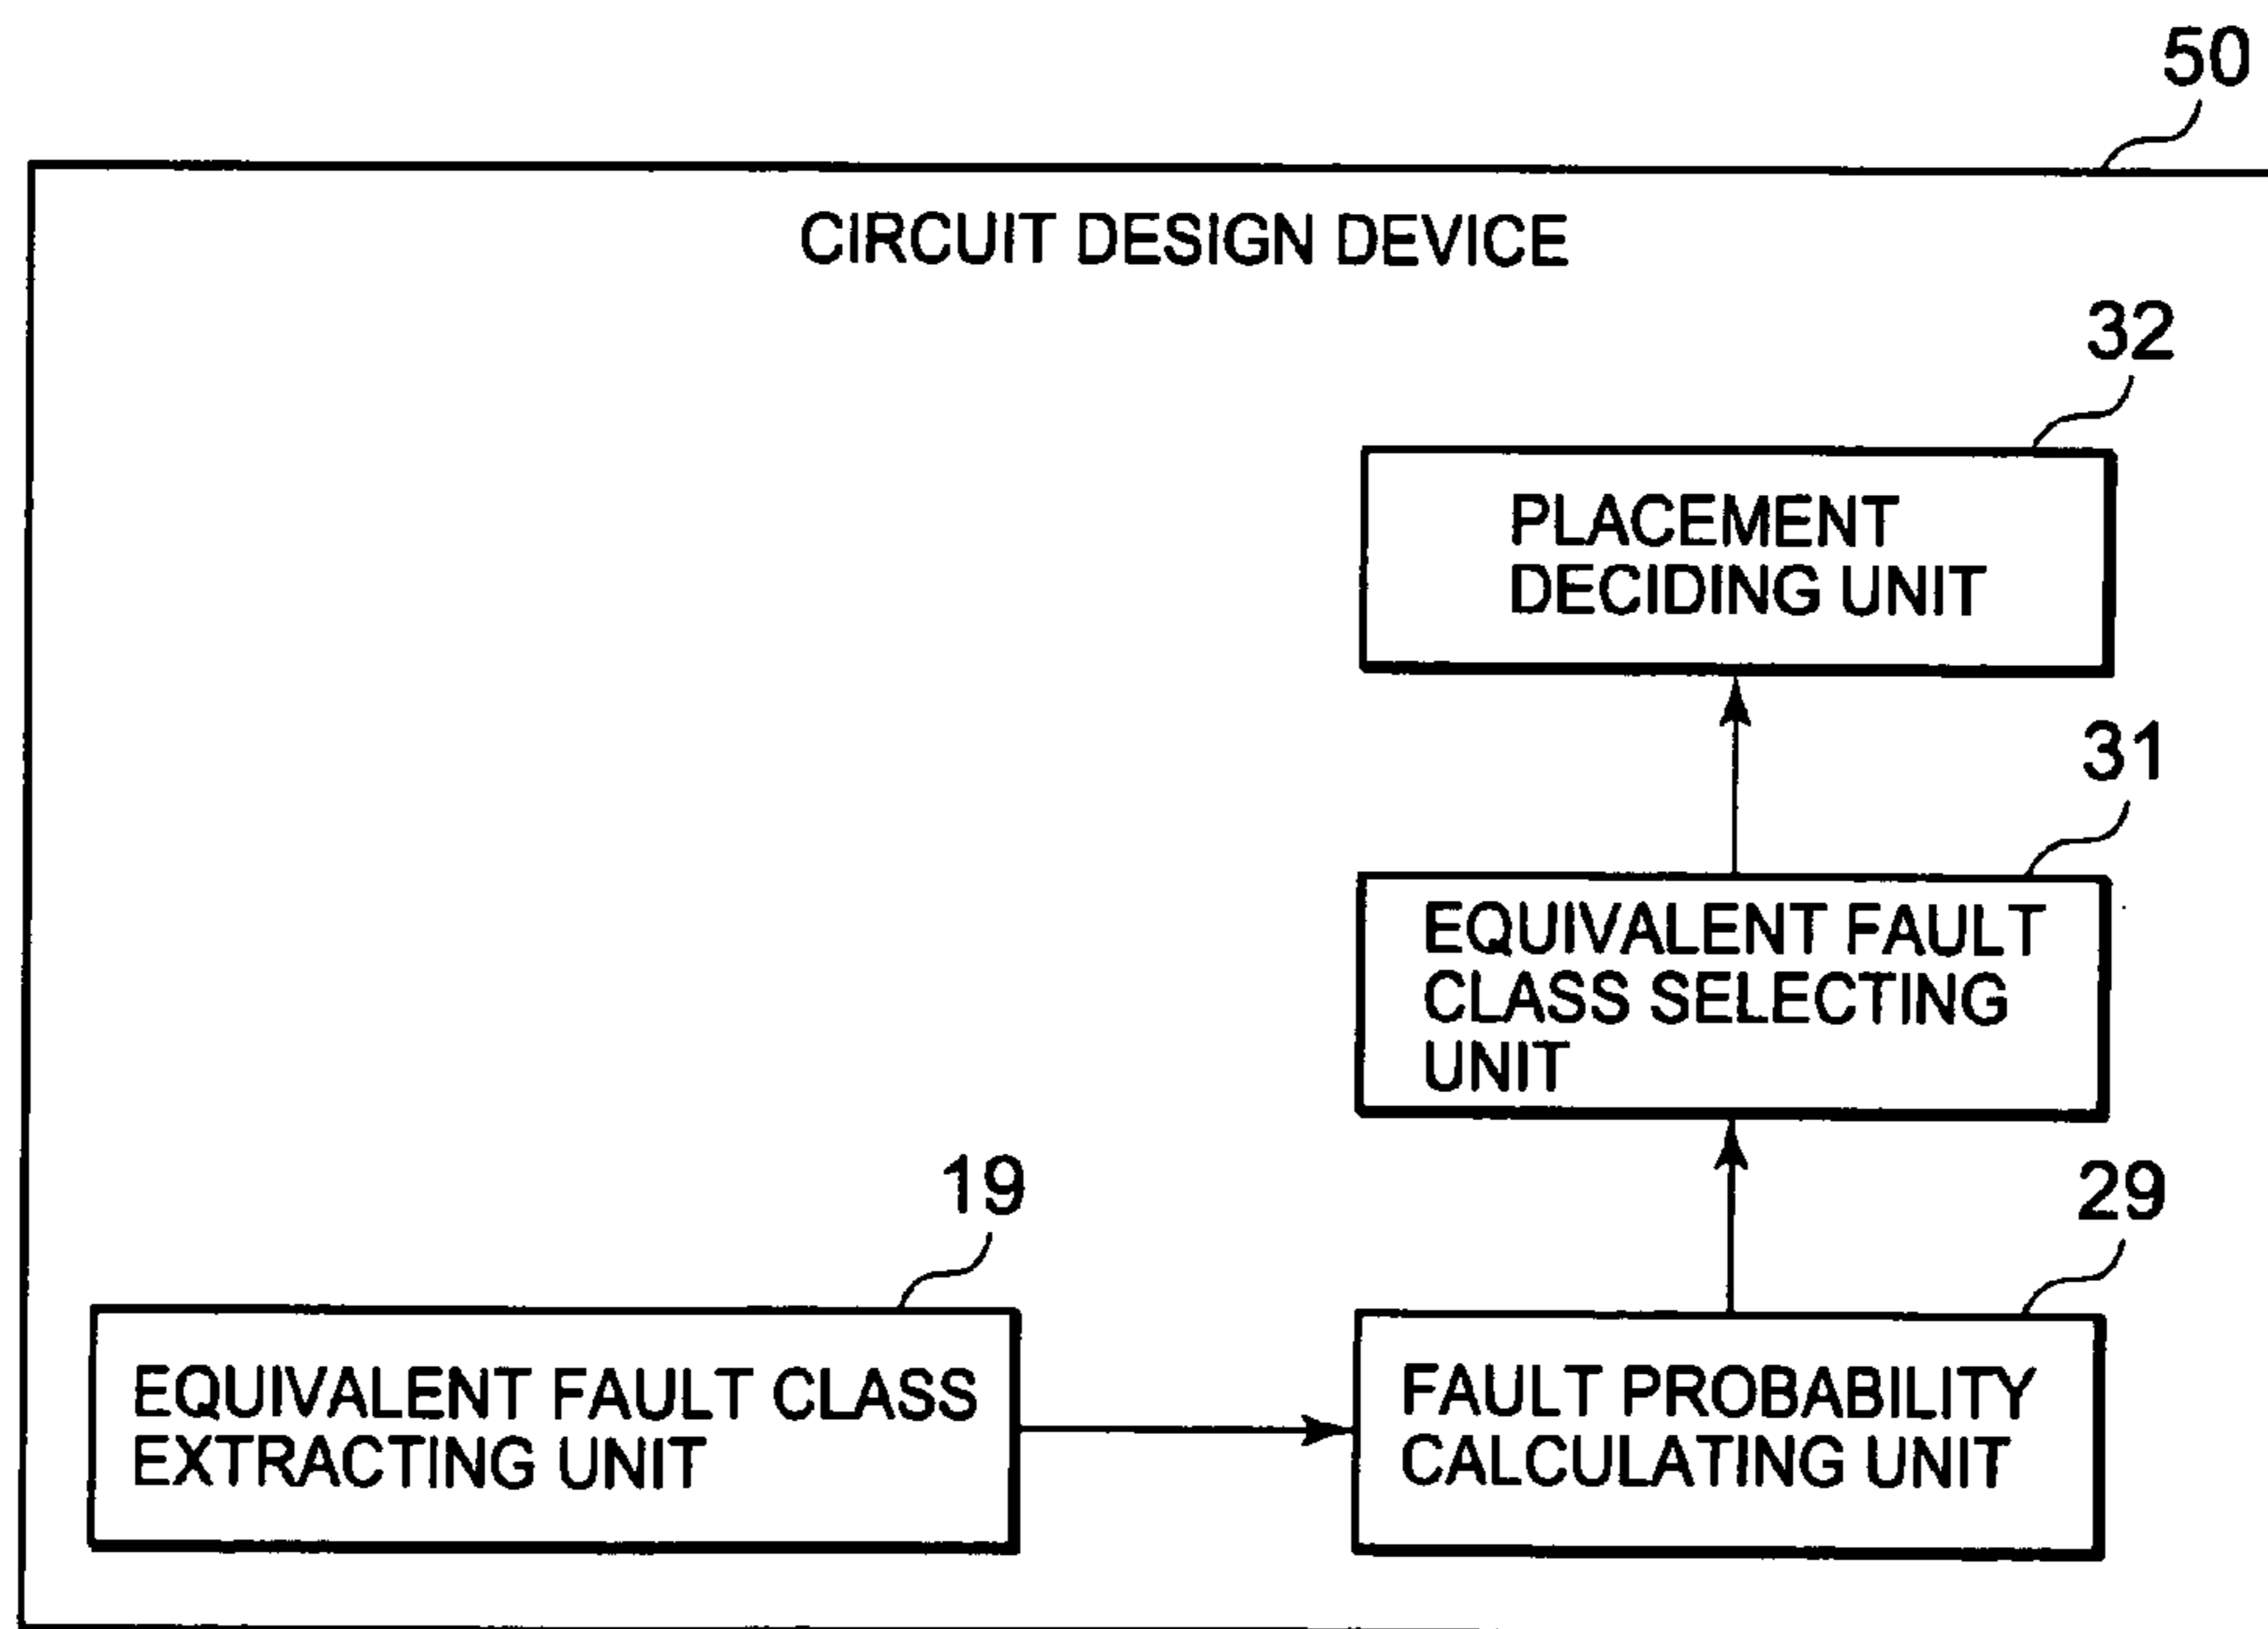 50
CIRCUIT DESIGN DEVICE
32
PLACEMENT
DECIDING UNIT
31
EQUIVALENT FAULT
CLASS SELECTING
UNIT
19
29
EQUIVALENT FAULT CLASS
EXTRACTING UNIT
FAULT PROBABILITY
CALCULATING UNIT